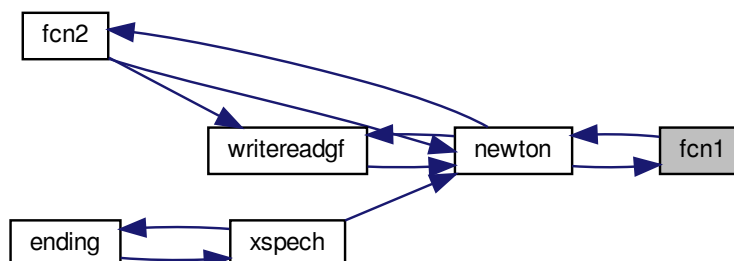 fcn2
writereadgf
newton
fcn1
ending
xspech